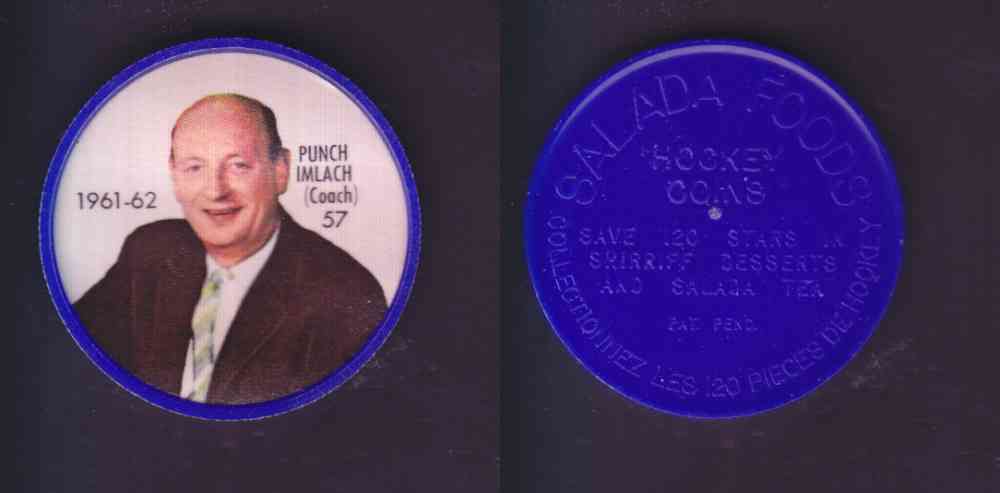 1961-62
PUNCH
IMLACH
(Coach)
57
SALADA FOODS
HOCKEY
COINS
SAVE 120 STARS IN
SHIRRIFF DESSERTS
AND SALADA TEA
PAT. PEND.
COLLECTIONNEZ LES 120 PIECES DE HOCKEY